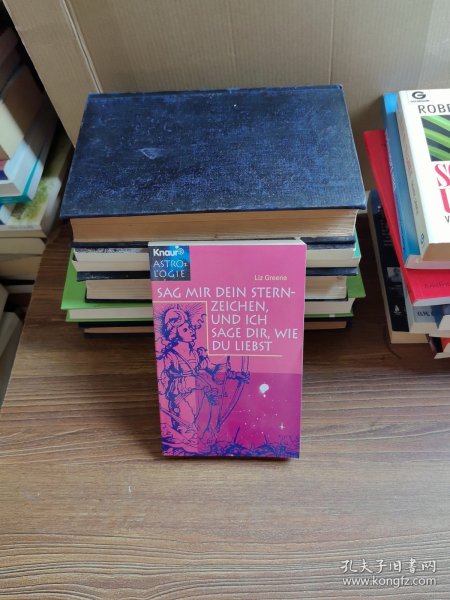 Knaur
ASTRO-
LOGIE
Liz Greene
SAG MIR DEIN STERN-
ZEICHEN,
UND ICH
SAGE DIR, WIE
DU LIEBST
G
ROBE
孔夫子旧书网
www.kongfz.com